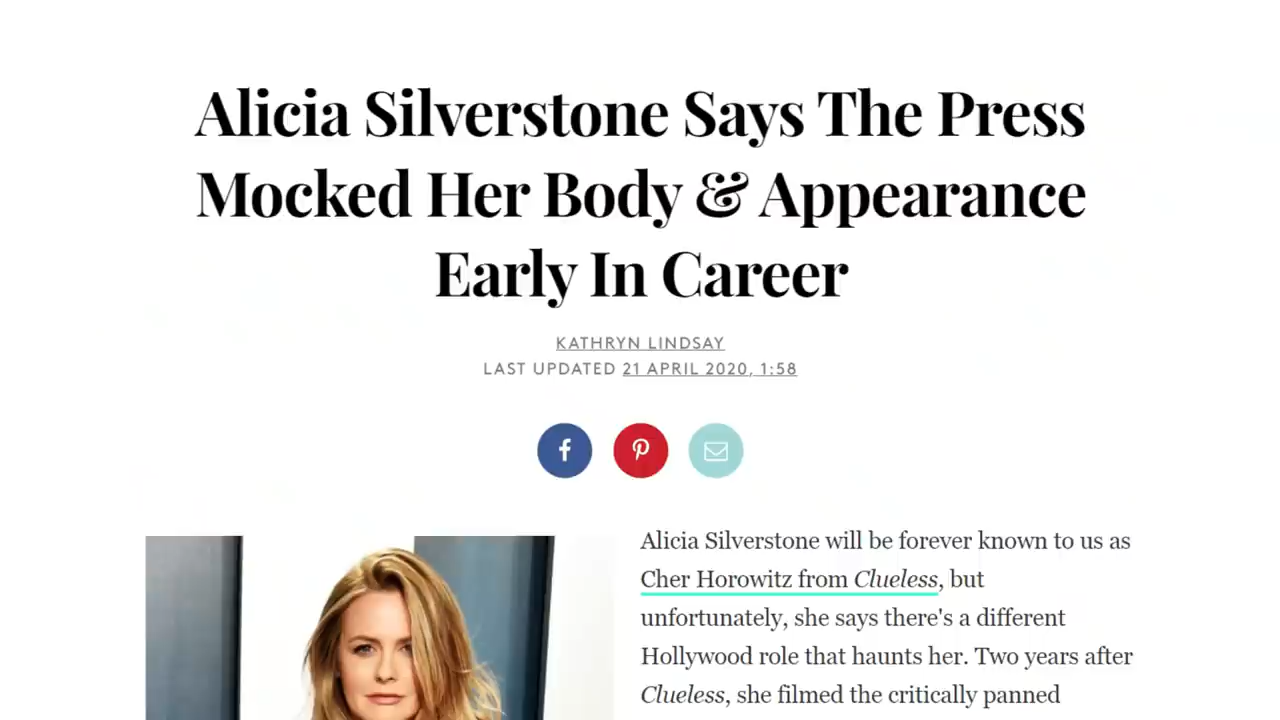 Alicia Silverstone Says The Press
Mocked Her Body & Appearance
Early In Career
KATHRYN LINDSAY
LAST UPDATED 21 APRIL 2020, 1:58
Alicia Silverstone will be forever known to us as
Cher Horowitz from Clueless, but
unfortunately, she says there's a different
Hollywood role that haunts her. Two years after
Clueless, she filmed the critically panned